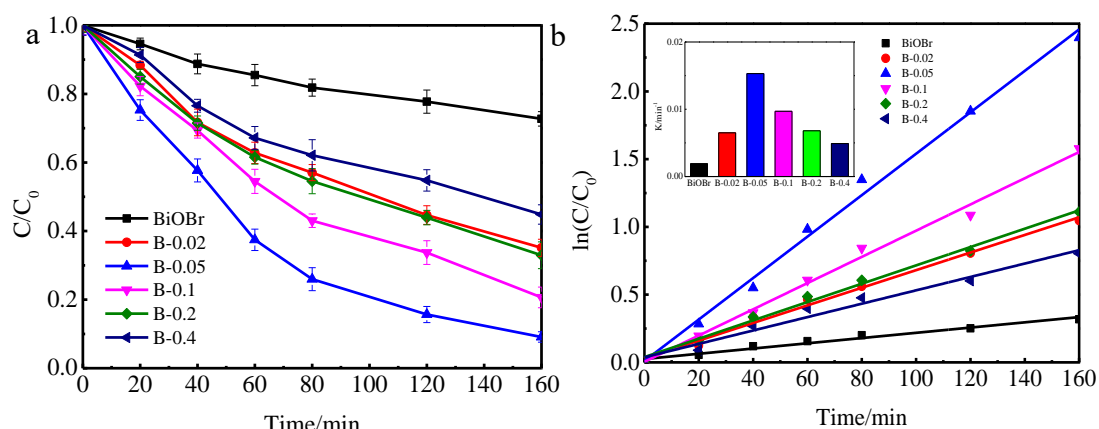 a
1.0
0.8
0.6
0.4
0.2
0.0
C/C0
BiOBr
B-0.02
B-0.05
B-0.1
B-0.2
B-0.4
0 20 40 60 80 100 120 140 160
Time/min
b
2.5
2.0
1.5
1.0
0.5
0.0
ln(C/C0)
0.02
0.01
0.00
K/min-1
BiOBr B-0.02 B-0.05 B-0.1 B-0.2 B-0.4
BiOBr
B-0.02
B-0.05
B-0.1
B-0.2
B-0.4
0 20 40 60 80 100 120 140 160
Time/min